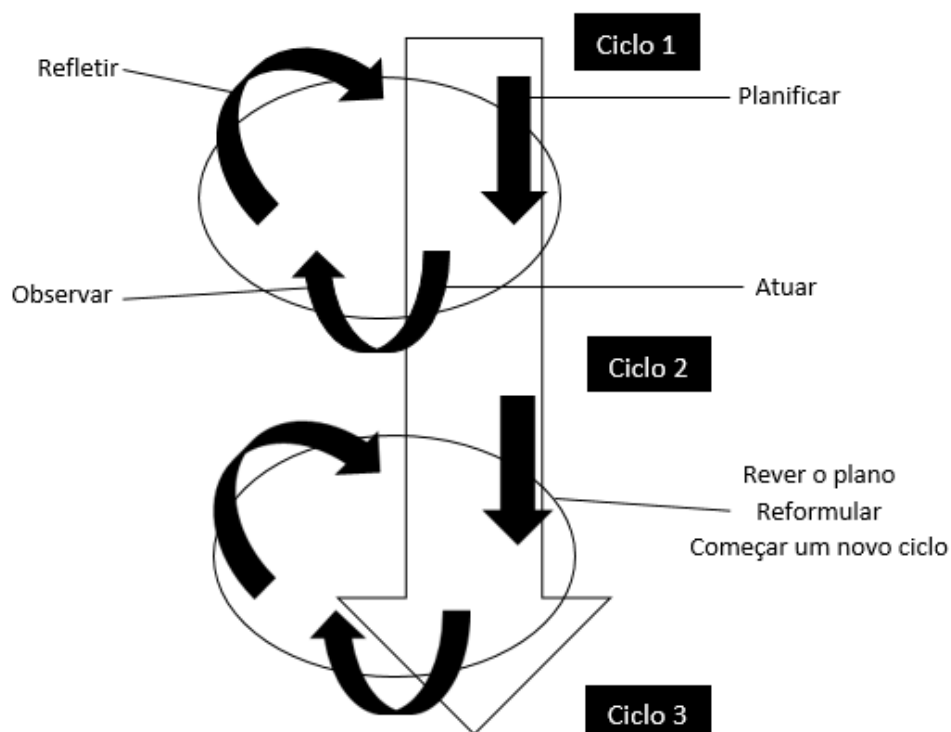 Ciclo 1
Refletir
Planificar
Observar
Atuar
Ciclo 2
Rever o plano
Reformular
Começar um novo ciclo
Ciclo 3